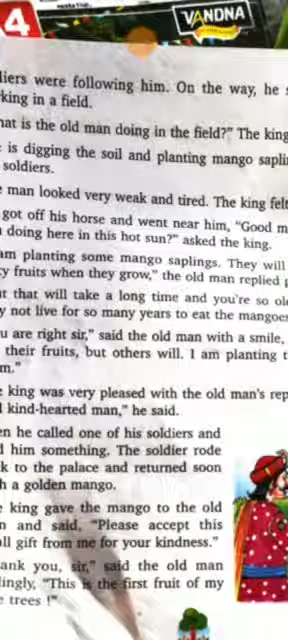 4
VANDNA
liers were following him. On the way, he
king in a field.
hat is the old man doing in the field?" The king
is digging the soil and planting mango sapli
soldiers.
man looked very weak and tired. The king felt
got off his horse and went near him, "Good m
doing here in this hot sun?" asked the king.
am planting some mango saplings. They will
ty fruits when they grow," the old man replied p
t that will take a long time and you're so ol
y not live for so many years to eat the mangoes
u are right sir," said the old man with a smile,
their fruits, but others will. I am planting t
m."
king was very pleased with the old man's rep
l kind-hearted man," he said.
en he called one of his soldiers and
d him something. The soldier rode
k to the palace and returned soon
h a golden mango.
king gave the mango to the old
n and said, "Please accept this
all gift from me for your kindness."
ank you, sir," said the old man
lingly, "This is the first fruit of my
e trees !"